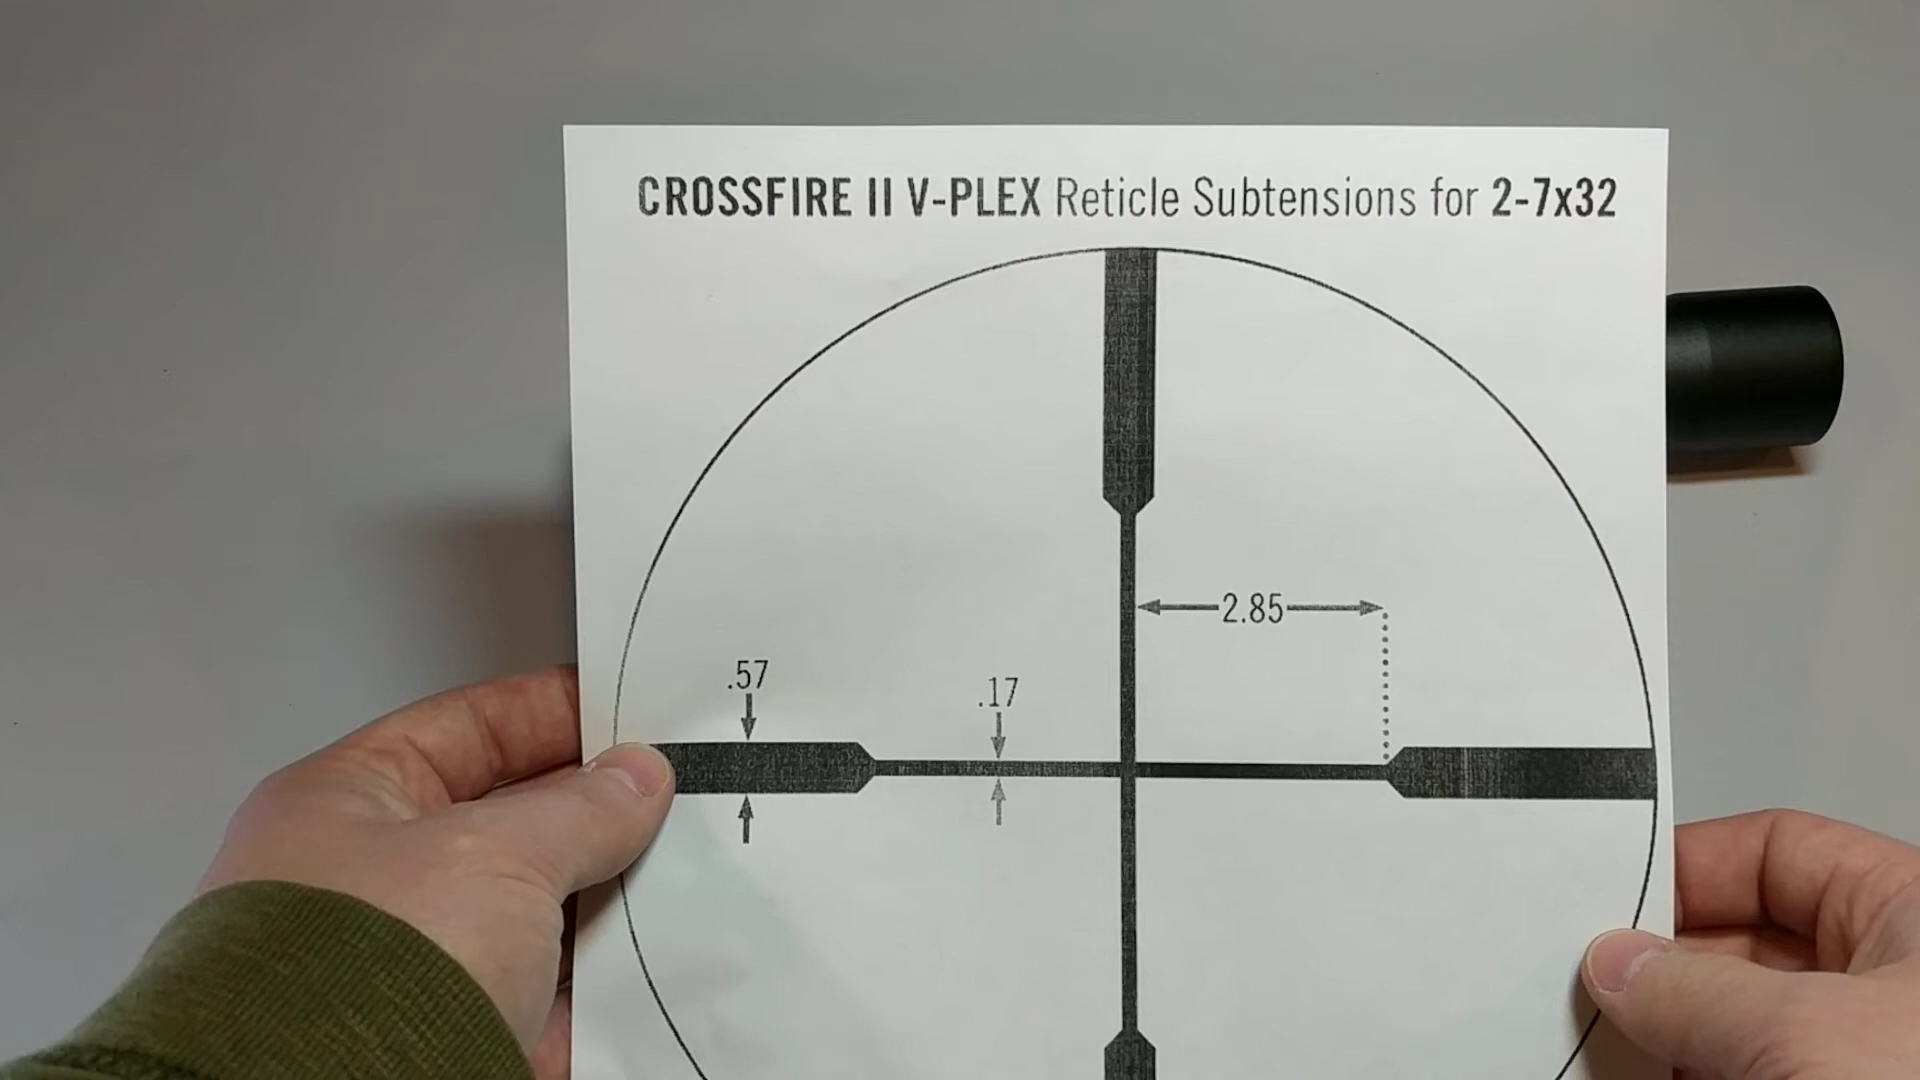 CROSSFIRE II V-PLEX Reticle Subtensions for 2-7x32
2.85
.57
.17